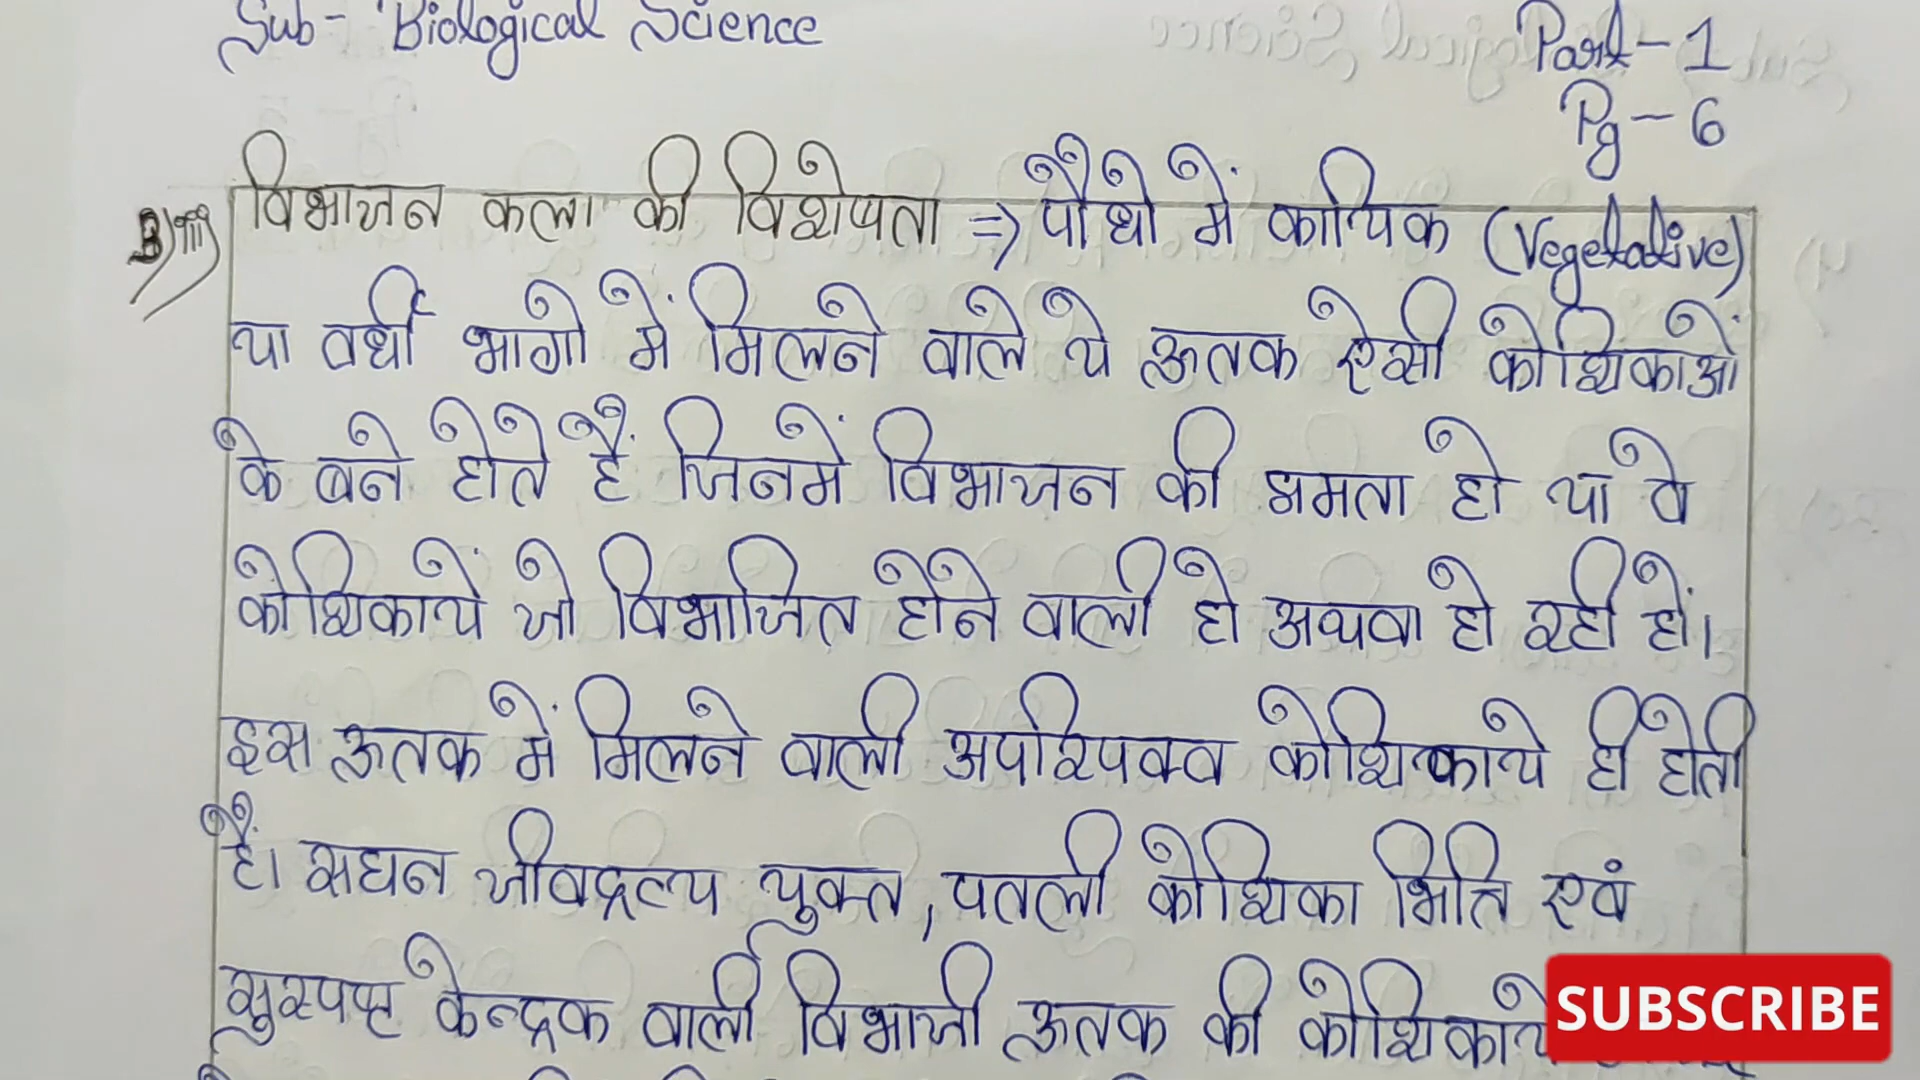 Sub- Biological Science
Part-1
Pg-6
3)iii) विभाजन कला की विशेषता => पौधो में कायिक (Vegetative)
या वर्धी भागो में मिलने वाले ये ऊतक ऐसी कोशिकाओं
के बने होते हैं जिनमें विभाजन की क्षमता हो या वे
कोशिकायें जो विभाजित होने वाली हो अथवा हो रही हों।
इस ऊतक में मिलने वाली अपरिपक्व कोशिकाये ही होती
हैं। सघन जीवद्रव्य युक्त, पतली कोशिका भित्ति एवं
सुस्पष्ट केन्द्रक वाली विभाजी ऊतक की कोशिकाये
SUBSCRIBE